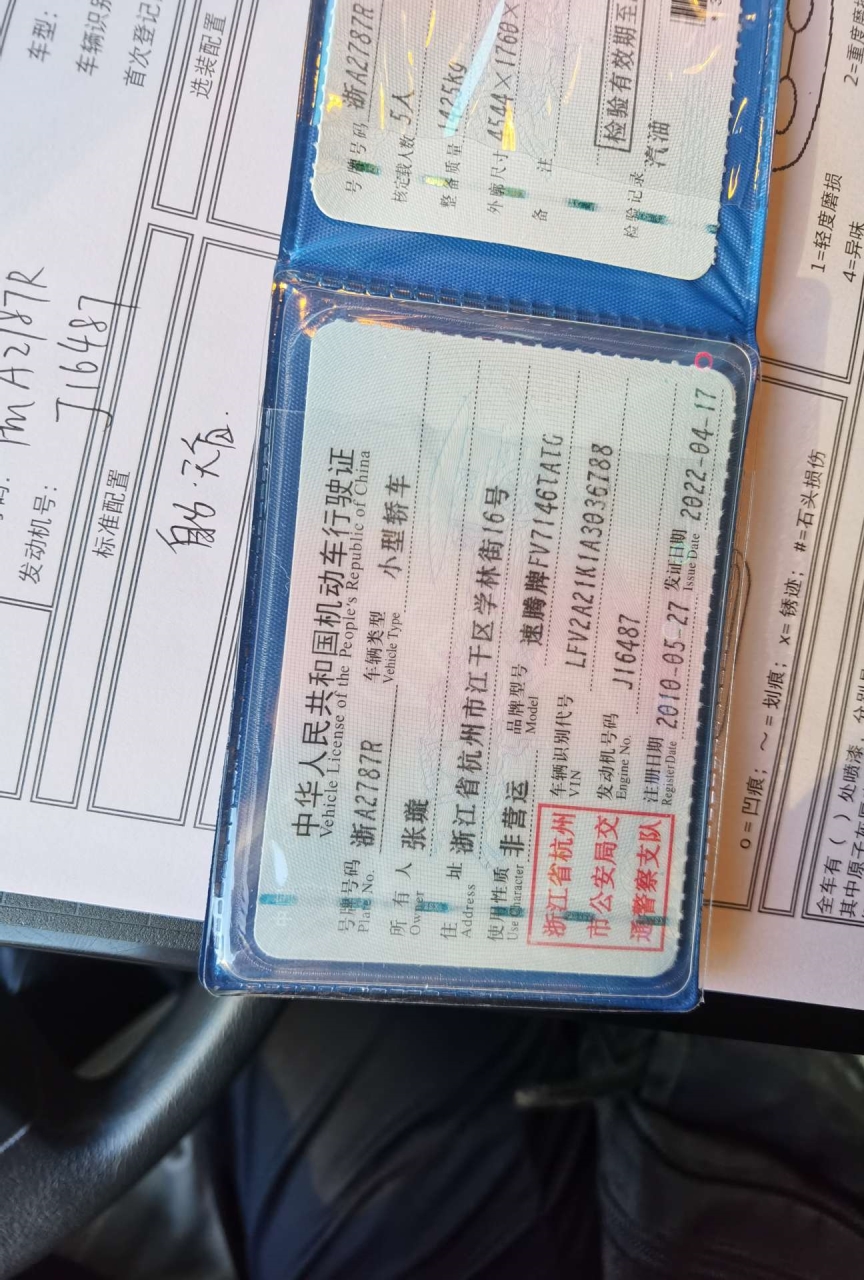 中华人民共和国机动车行驶证
Vehicle License of the People's Republic of China
号牌号码 浙A2787R 车辆类型 小型轿车
Plate No. Vehicle Type
所有人 张璇
Owner
住址 浙江省杭州市江干区学林街116号
Address
使用性质 非营运 品牌型号 速腾牌FV7146TATG
Use Character Model
浙江省杭州
市公安局交
通警察支队
车辆识别代号 LFV2A21K1A3036788
VIN
发动机号码 J16487
Engine No.
注册日期 2010-05-27 发证日期 2022-04-17
Register Date Issue Date
号牌号码 浙A2787R
核定载人数 5人
整备质量 1425kg
外廓尺寸 4544×1760×
备注
检验有效期至
检验记录 汽油
车型:
车辆识别
首次登记
选装配置
A2787R
发动机号: J16487
标准配置
天窗.
1=轻度磨损
2=重度磨
4=异味
o=凹痕; ～=划痕; x=锈迹; #=石头损伤
全车有( )处喷漆,分别
其中原子